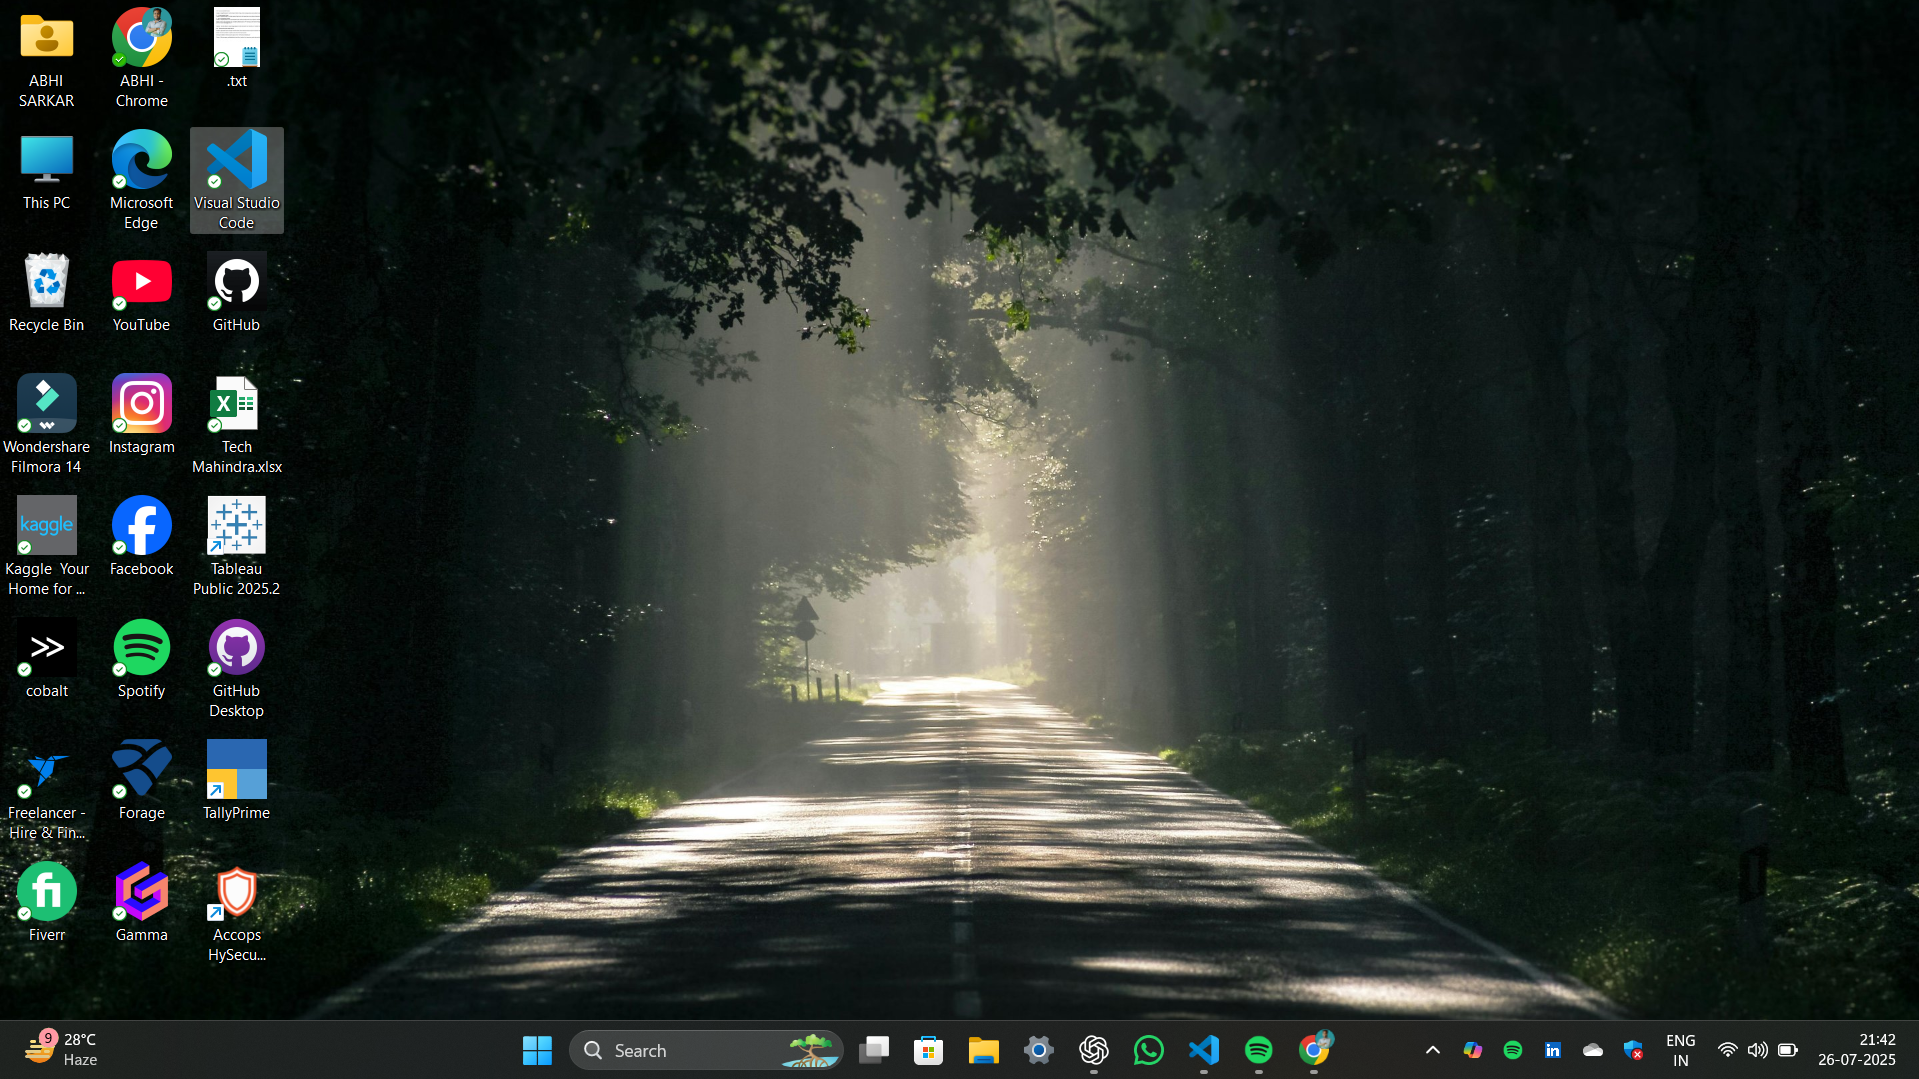 ABHI
SARKAR
ABHI -
Chrome
.txt
This PC
Microsoft
Edge
Visual Studio
Code
Recycle Bin
YouTube
GitHub
Wondershare
Filmora 14
Instagram
Tech
Mahindra.xlsx
kaggle
Kaggle Your
Home for ...
Facebook
Tableau
Public 2025.2
cobalt
Spotify
GitHub
Desktop
Freelancer -
Hire & Fin...
Forage
TallyPrime
fi
Fiverr
Gamma
Accops
HySecu...
9
28°C
Haze
Search
in
ENG
IN
21:42
26-07-2025